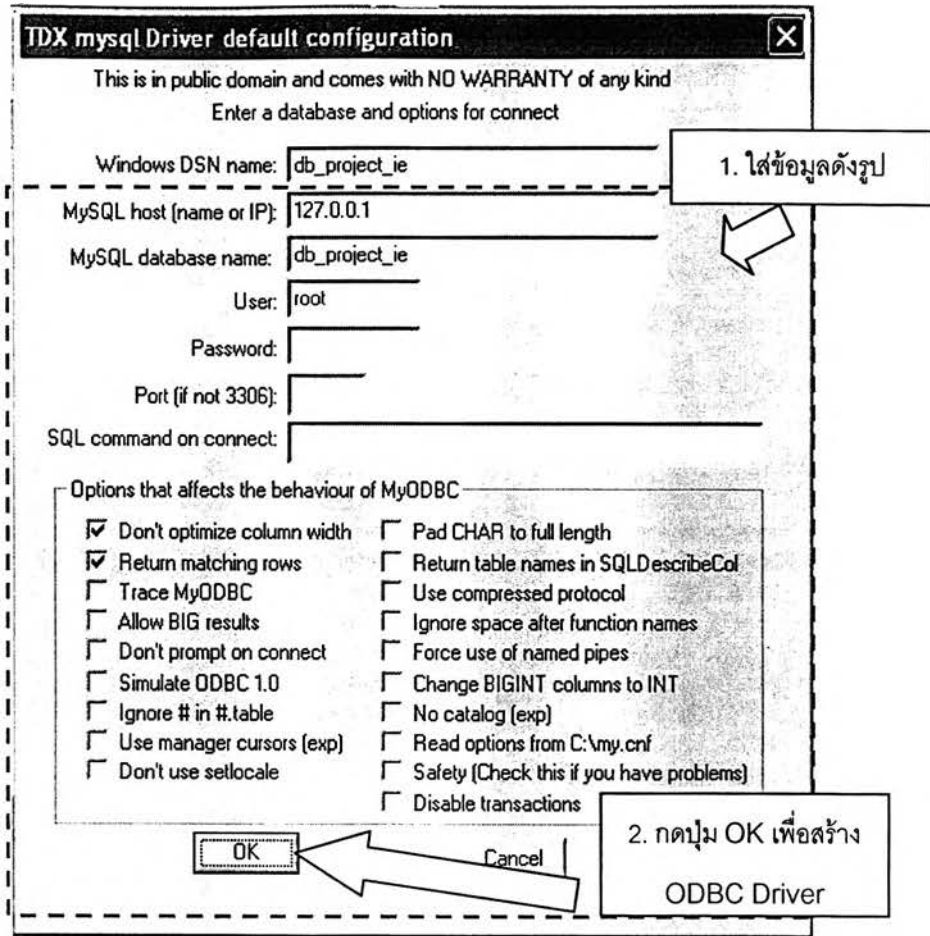 TDX mysql Driver default configuration
This is in public domain and comes with NO WARRANTY of any kind
Enter a database and options for connect
Windows DSN name: db_project_ie
1. ใส่ข้อมูลดังรูป
MySQL host (name or IP): 127.0.0.1
MySQL database name: db_project_ie
User: root
Password:
Port (if not 3306):
SQL command on connect:
Options that affects the behaviour of MyODBC
Don't optimize column width
Return matching rows
Trace MyODBC
Allow BIG results
Don't prompt on connect
Simulate ODBC 1.0
Ignore # in #.table
Use manager cursors (exp)
Don't use setlocale
Pad CHAR to full length
Return table names in SQLDescribeCol
Use compressed protocol
Ignore space after function names
Force use of named pipes
Change BIGINT columns to INT
No catalog (exp)
Read options from C:\my.cnf
Safety (Check this if you have problems)
Disable transactions
OK
Cancel
2. กดปุ่ม OK เพื่อสร้าง
ODBC Driver